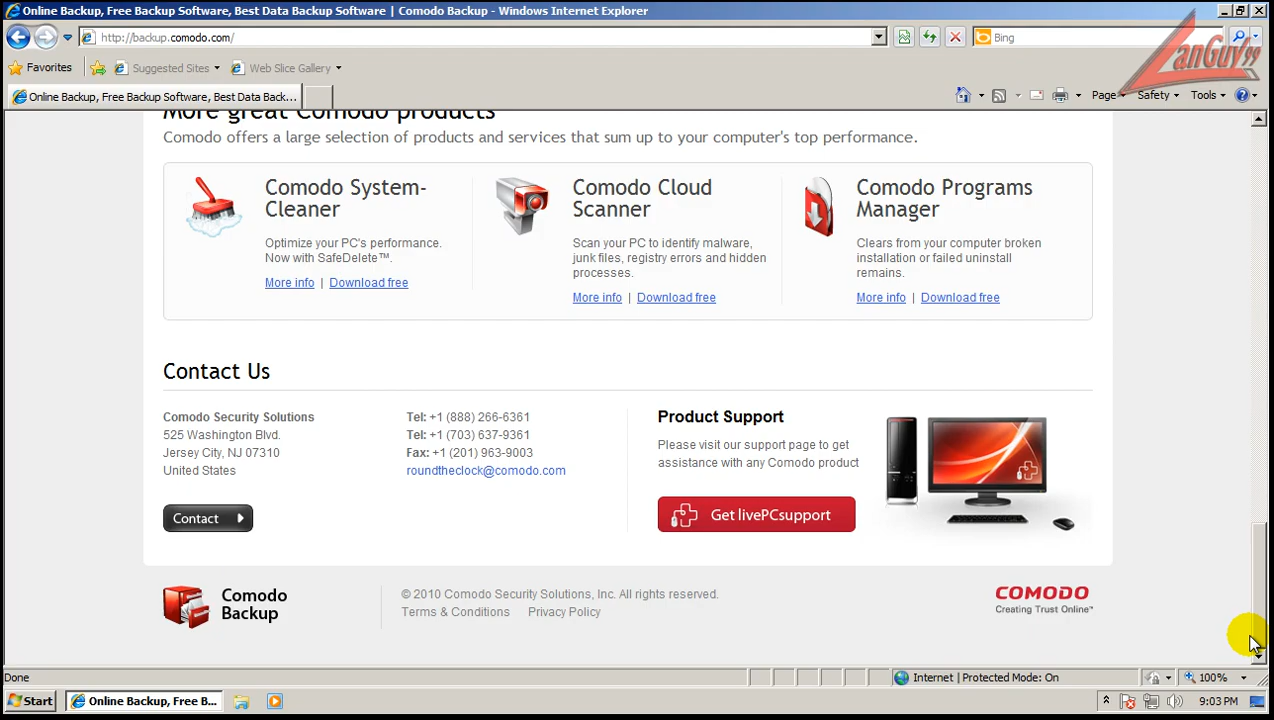 Online Backup, Free Backup Software, Best Data Backup Software | Comodo Backup - Windows Internet Explorer
http://backup.comodo.com/
Bing
Favorites
Suggested Sites
Web Slice Gallery
LanGuy99
Online Backup, Free Backup Software, Best Data Back...
Page
Safety
Tools
More great Comodo products
Comodo offers a large selection of products and services that sum up to your computer's top performance.
Comodo System-
Cleaner
Optimize your PC's performance.
Now with SafeDelete™.
More info | Download free
Comodo Cloud
Scanner
Scan your PC to identify malware,
junk files, registry errors and hidden
processes.
More info | Download free
Comodo Programs
Manager
Clears from your computer broken
installation or failed uninstall
remains.
More info | Download free
Contact Us
Comodo Security Solutions
525 Washington Blvd.
Jersey City, NJ 07310
United States
Tel: +1 (888) 266-6361
Tel: +1 (703) 637-9361
Fax: +1 (201) 963-9003
roundtheclock@comodo.com
Contact
Product Support
Please visit our support page to get
assistance with any Comodo product
Get livePCsupport
Comodo
Backup
© 2010 Comodo Security Solutions, Inc. All rights reserved.
Terms & Conditions Privacy Policy
COMODO
Creating Trust Online™
Done
Internet | Protected Mode: On
100%
Start
Online Backup, Free B...
9:03 PM